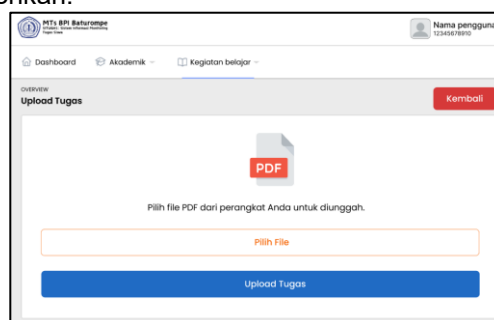 MTs BPI Baturompe
Nama pengguna
12345678910
Dashboard
Akademik
Kegiatan belajar
OVERVIEW
Upload Tugas
Kembali
PDF
Pilih file PDF dari perangkat Anda untuk diunggah.
Pilih File
Upload Tugas